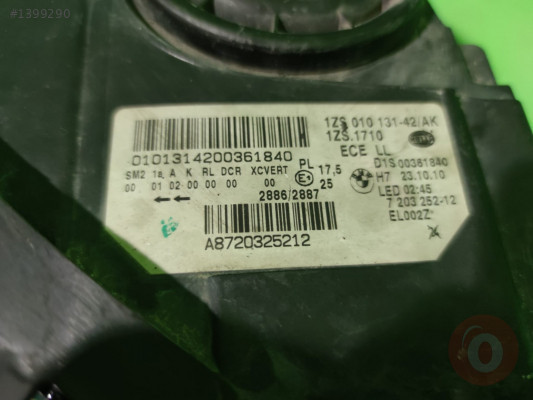 #1399290
1ZS 010 131-42/AK
1ZS.1710
ECE LL
0101314200361840
D1S 00361840
SM2 1a A K RL DCR XCVERT PL 17,5
H7 23.10.10
00 01 02 00 00 00 00 E1 25
LED 02:45
2886/2887
7 203 252-12
EL002Z
A8720325212